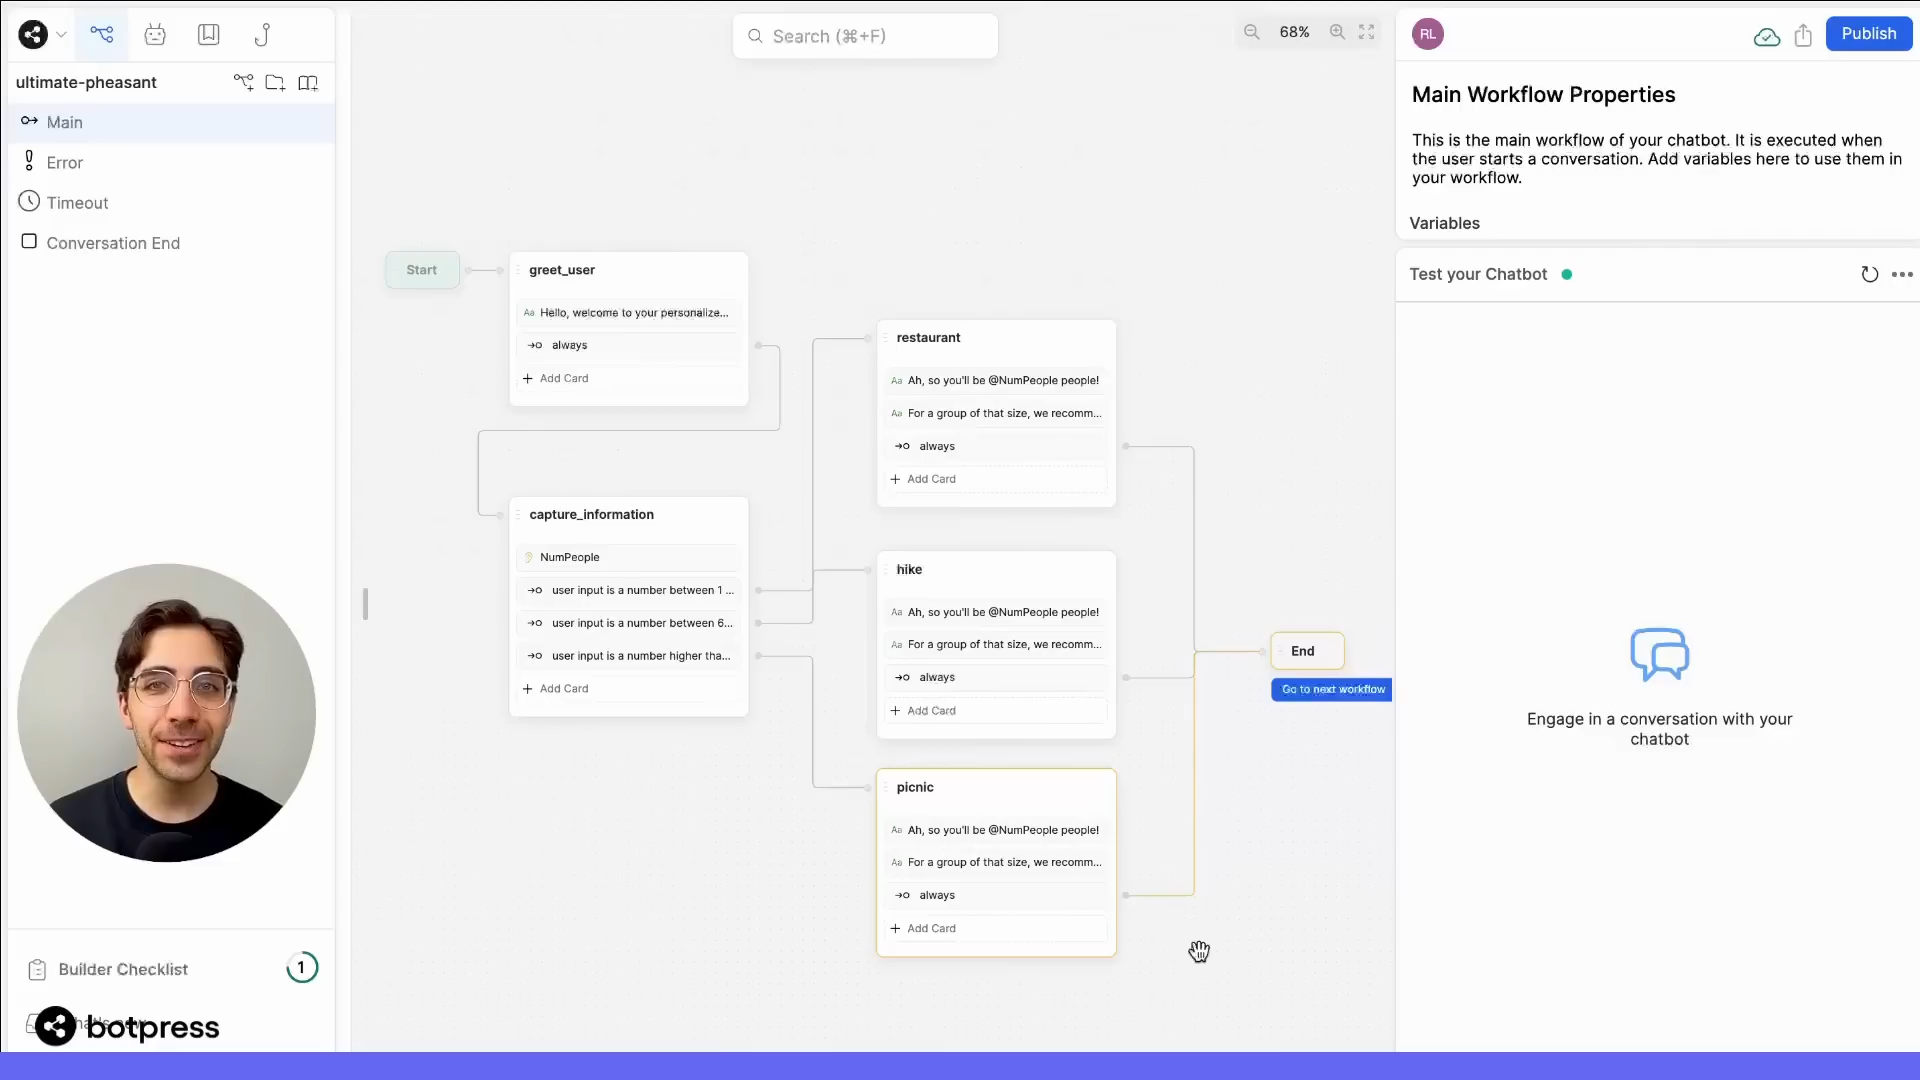 Search (⌘+F)
68%
RL
Publish
ultimate-pheasant
Main
Error
Timeout
Conversation End
Start
greet_user
Aa Hello, welcome to your personalize...
always
Add Card
capture_information
NumPeople
user input is a number between 1 ...
user input is a number between 6...
user input is a number higher tha...
Add Card
restaurant
Aa Ah, so you'll be @NumPeople people!
Aa For a group of that size, we recomm...
always
Add Card
hike
Aa Ah, so you'll be @NumPeople people!
Aa For a group of that size, we recomm...
always
Add Card
picnic
Aa Ah, so you'll be @NumPeople people!
Aa For a group of that size, we recomm...
always
Add Card
End
Go to next workflow
Main Workflow Properties
This is the main workflow of your chatbot. It is executed when
the user starts a conversation. Add variables here to use them in
your workflow.
Variables
Test your Chatbot
Engage in a conversation with your
chatbot
Builder Checklist
1
botpress